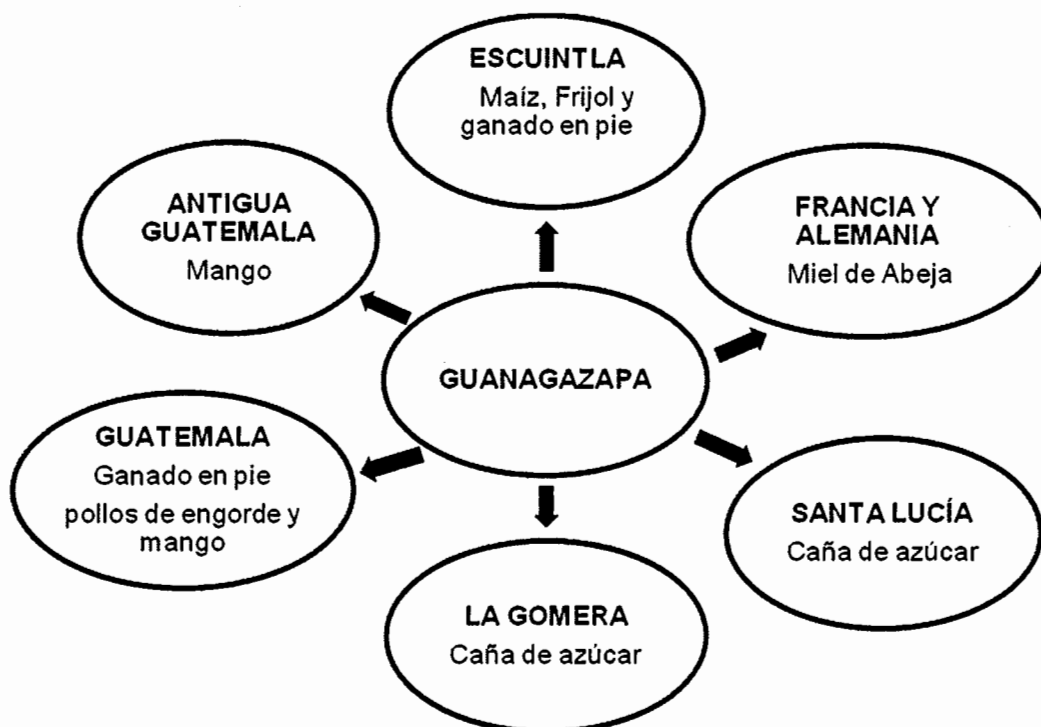 ESCUINTLA
Maíz, Frijol y
ganado en pie
ANTIGUA
GUATEMALA
Mango
FRANCIA Y
ALEMANIA
Miel de Abeja
GUANAGAZAPA
GUATEMALA
Ganado en pie
pollos de engorde y
mango
SANTA LUCÍA
Caña de azúcar
LA GOMERA
Caña de azúcar